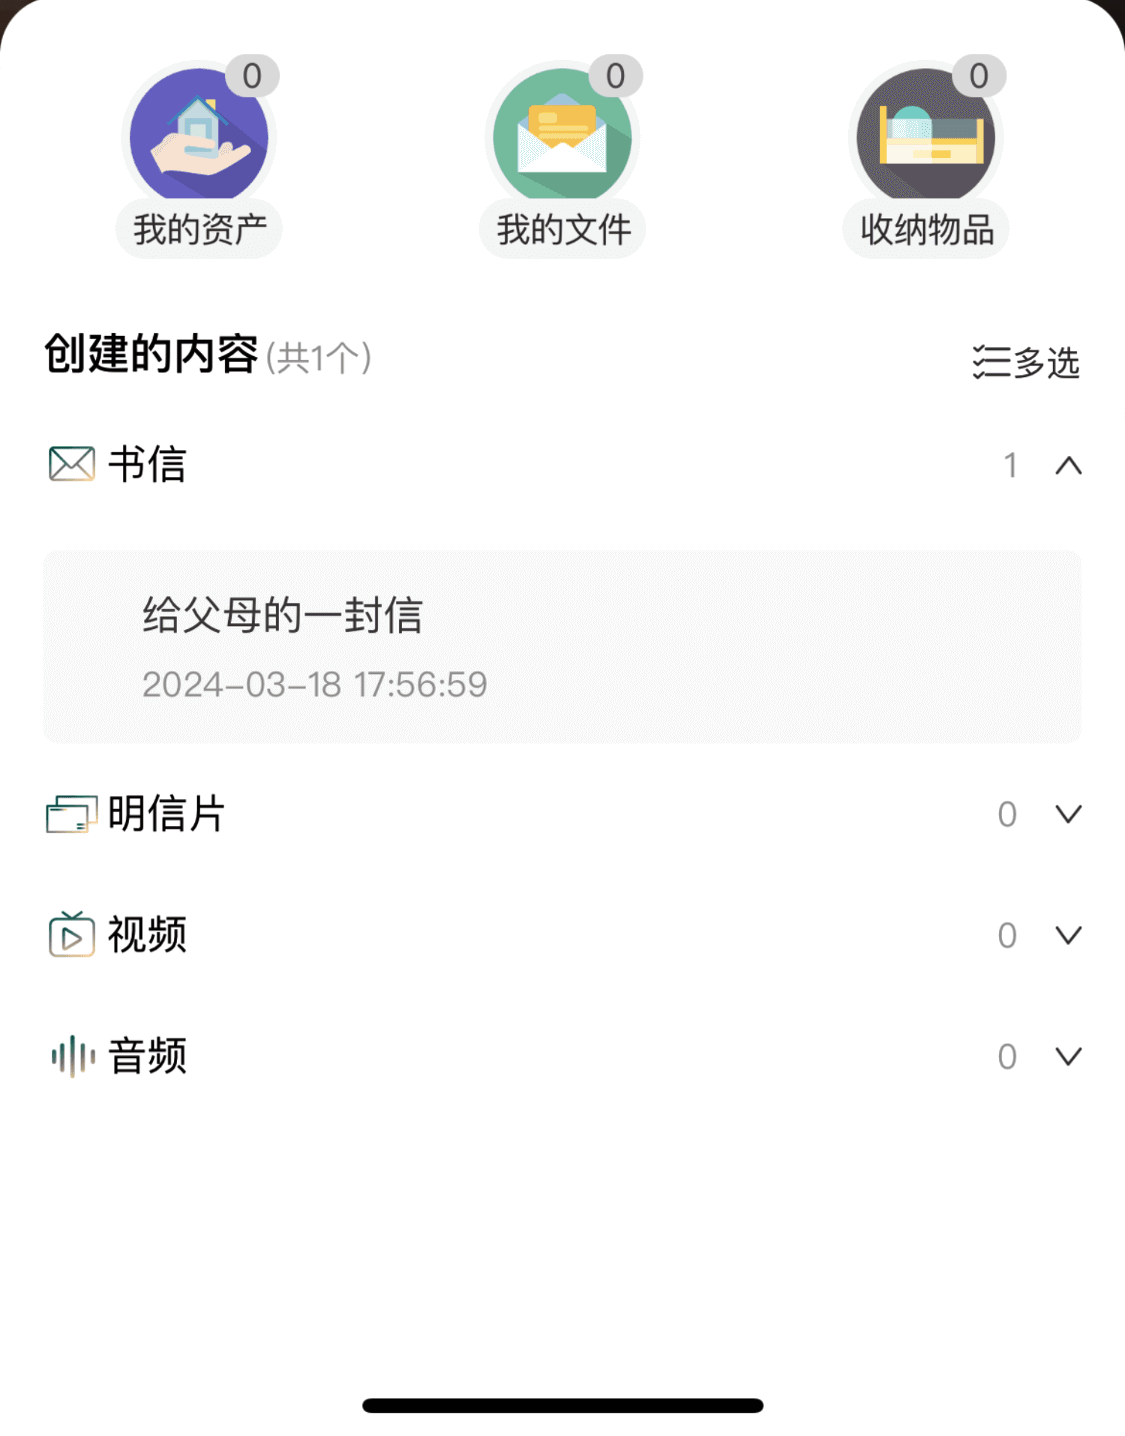 0
0
0
我的资产
我的文件
收纳物品
创建的内容(共1个)
多选
书信 1
给父母的一封信
2024-03-18 17:56:59
明信片 0
视频 0
音频 0